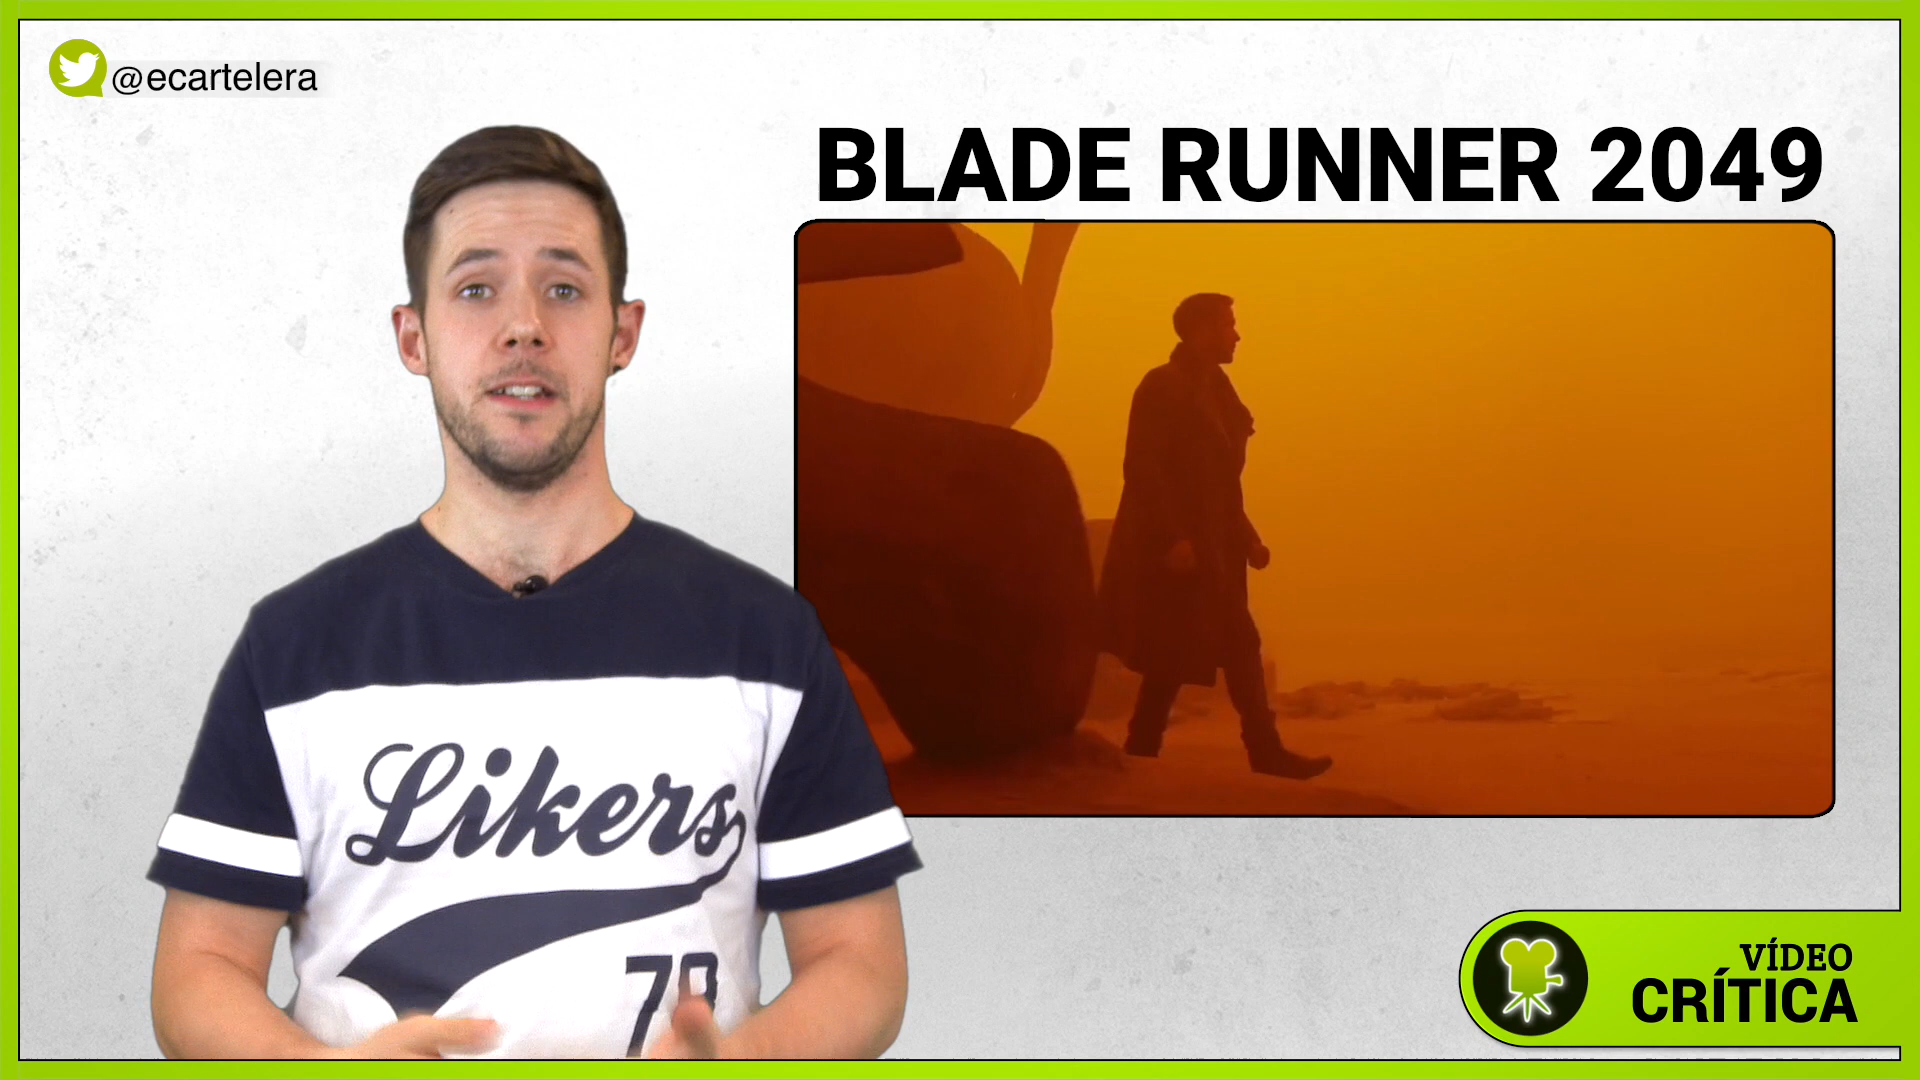 @ecartelera
BLADE RUNNER 2049
Likers
VÍDEO
CRÍTICA